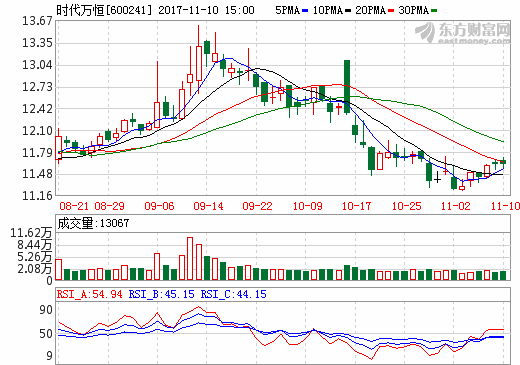 时代万恒[600241] 2017-11-10 15:00 5PMA 10PMA 20PMA 30PMA
东方财富网
eastmoney.com
13.67
13.35
13.04
12.73
12.42
12.10
11.79
11.48
11.16
08-21 08-29 09-06 09-14 09-22 10-09 10-17 10-25 11-02 11-10
成交量:13067
11.62万
8.44万
5.26万
2.08万
0
RSI_A:54.94 RSI_B:45.15 RSI_C:44.15
90
50
9